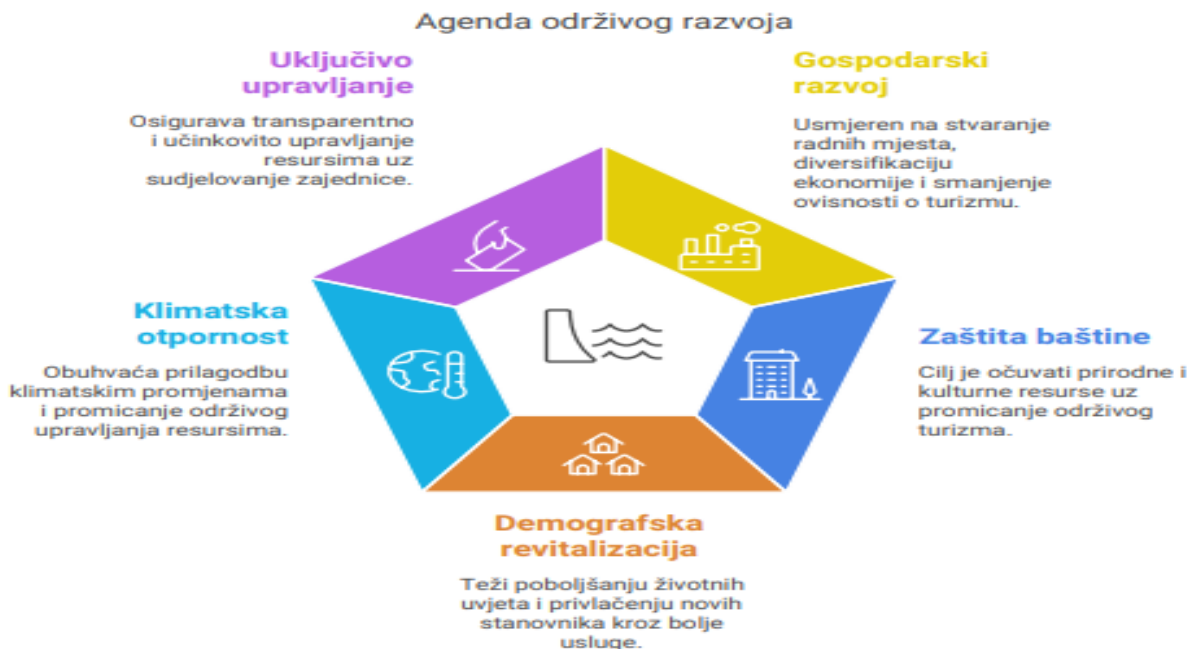 Agenda održivog razvoja
Uključivo
upravljanje
Osigurava transparentno
i učinkovito upravljanje
resursima uz
sudjelovanje zajednice.
Gospodarski
razvoj
Usmjeren na stvaranje
radnih mjesta,
diversifikaciju
ekonomije i smanjenje
ovisnosti o turizmu.
Klimatska
otpornost
Obuhvaća prilagodbu
klimatskim promjenama
i promicanje održivog
upravljanja resursima.
Zaštita baštine
Cilj je očuvati prirodne i
kulturne resurse uz
promicanje održivog
turizma.
Demografska
revitalizacija
Teži poboljšanju životnih
uvjeta i privlačenju novih
stanovnika kroz bolje
usluge.